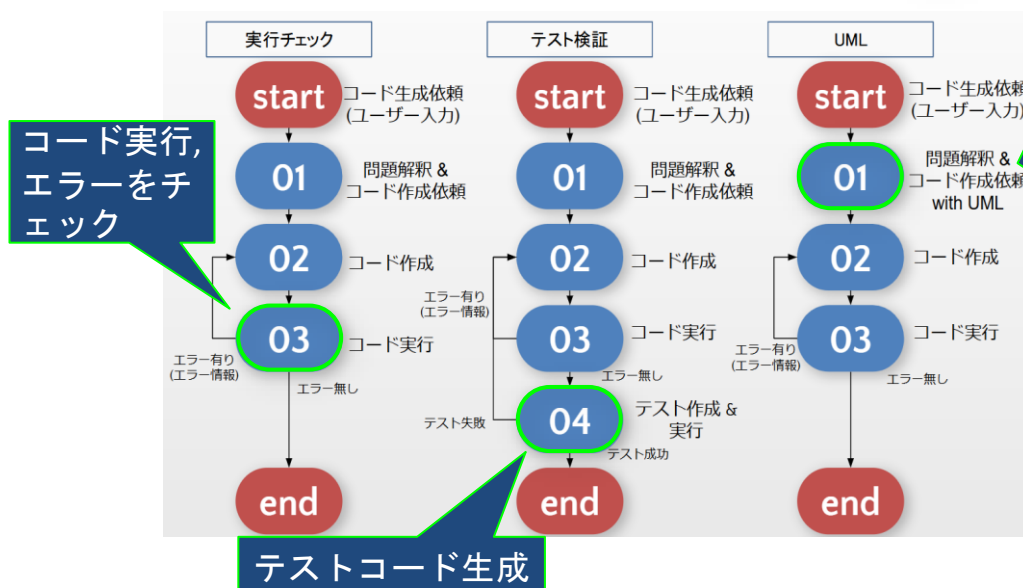 実行チェック
start
コード生成依頼
(ユーザー入力)
01
問題解釈 &
コード作成依頼
02
コード作成
03
コード実行
エラー有り
(エラー情報)
エラー無し
end
コード実行,
エラーをチ
ェック
テスト検証
start
コード生成依頼
(ユーザー入力)
01
問題解釈 &
コード作成依頼
02
コード作成
エラー有り
(エラー情報)
03
コード実行
エラー無し
04
テスト作成 &
実行
テスト失敗
テスト成功
end
テストコード生成
UML
start
コード生成依頼
(ユーザー入力)
01
問題解釈 &
コード作成依頼
with UML
02
コード作成
03
コード実行
エラー有り
(エラー情報)
エラー無し
end